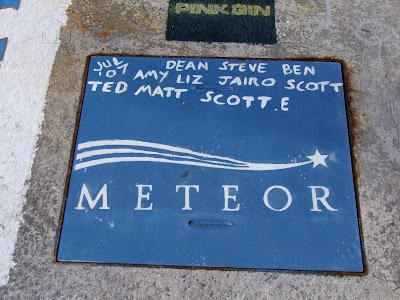 PINK GIN
JUL DEAN STEVE BEN
'07 AMY LIZ JAIRO SCOTT
TED MATT SCOTT.E
METEOR